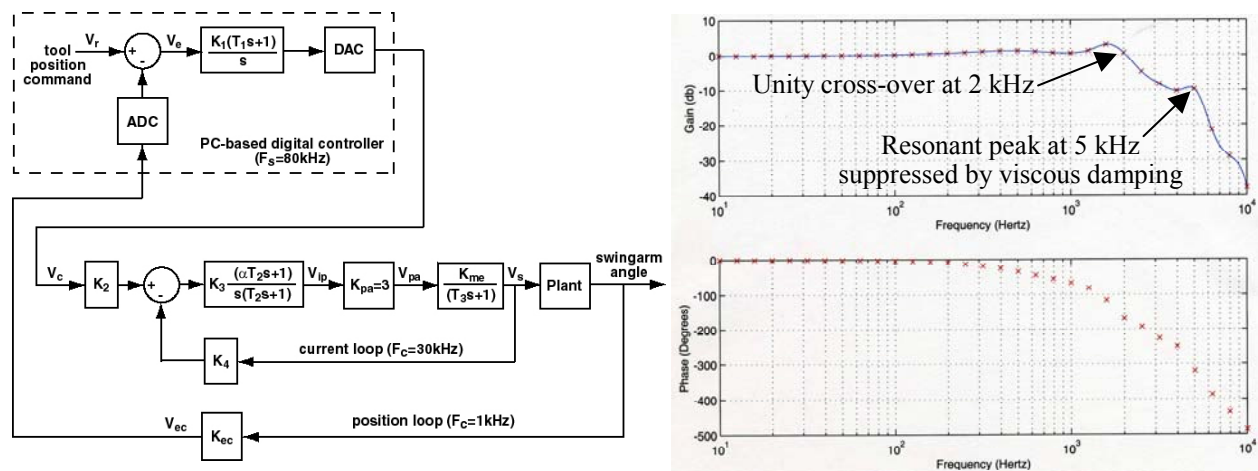 V_r
V_e
K_1(T_1s+1)
s
DAC
tool
position
command
+
-
ADC
PC-based digital controller
(F_s=80kHz)
V_c
K_2
+
-
K_3 (αT_2s+1)
s(T_2s+1)
V_ip
K_pa=3
V_pa
K_me
(T_3s+1)
V_s
Plant
swingarm
angle
K_4
current loop (F_c=30kHz)
V_ec
K_ec
position loop (F_c=1kHz)
10
0
-10
-20
-30
-40
Gain (db)
Unity cross-over at 2 kHz
Resonant peak at 5 kHz
suppressed by viscous damping
10^1
10^2
10^3
10^4
Frequency (Hertz)
0
-100
-200
-300
-400
-500
Phase (Degrees)
10^1
10^2
10^3
10^4
Frequency (Hertz)